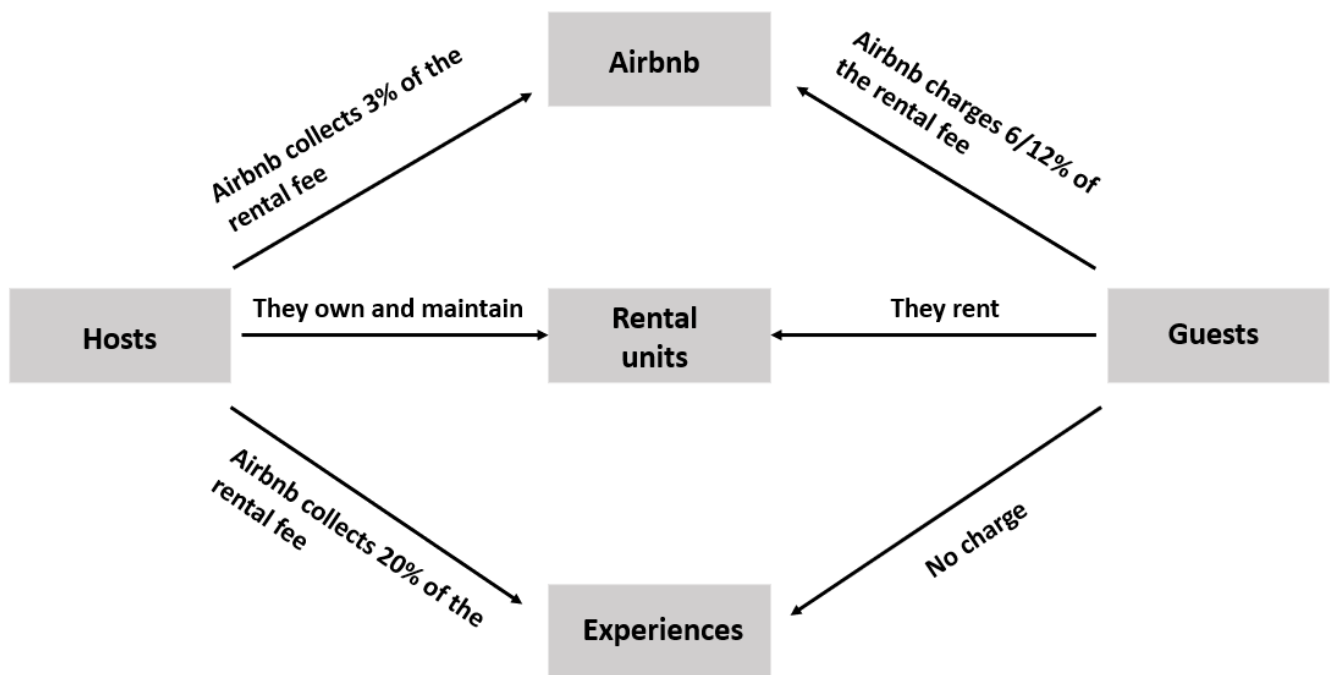 Airbnb
Airbnb collects 3% of the
rental fee
Airbnb charges 6/12% of
the rental fee
Hosts
They own and maintain
Rental
units
They rent
Guests
Airbnb collects 20% of the
rental fee
No charge
Experiences